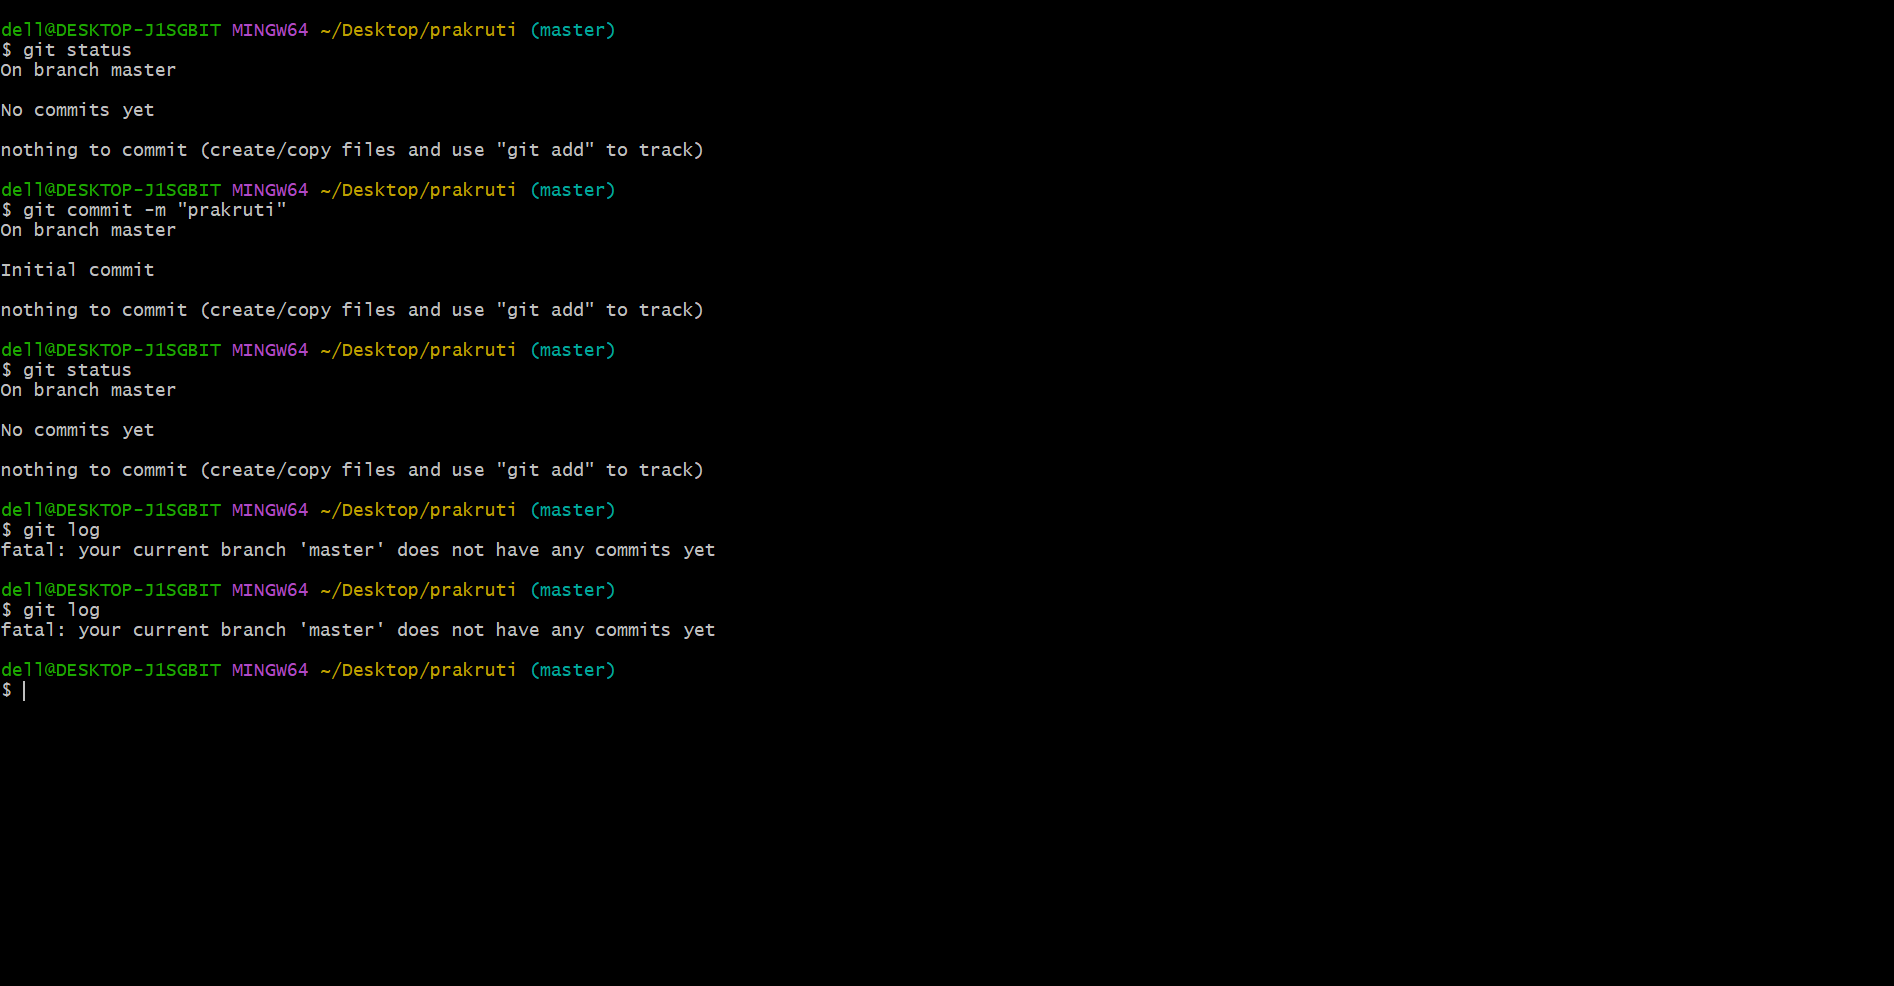 dell@DESKTOP-J1SGBIT MINGW64 ~/Desktop/prakruti (master)
$ git status
On branch master
No commits yet
nothing to commit (create/copy files and use "git add" to track)
dell@DESKTOP-J1SGBIT MINGW64 ~/Desktop/prakruti (master)
$ git commit -m "prakruti"
On branch master
Initial commit
nothing to commit (create/copy files and use "git add" to track)
dell@DESKTOP-J1SGBIT MINGW64 ~/Desktop/prakruti (master)
$ git status
On branch master
No commits yet
nothing to commit (create/copy files and use "git add" to track)
dell@DESKTOP-J1SGBIT MINGW64 ~/Desktop/prakruti (master)
$ git log
fatal: your current branch 'master' does not have any commits yet
dell@DESKTOP-J1SGBIT MINGW64 ~/Desktop/prakruti (master)
$ git log
fatal: your current branch 'master' does not have any commits yet
dell@DESKTOP-J1SGBIT MINGW64 ~/Desktop/prakruti (master)
$